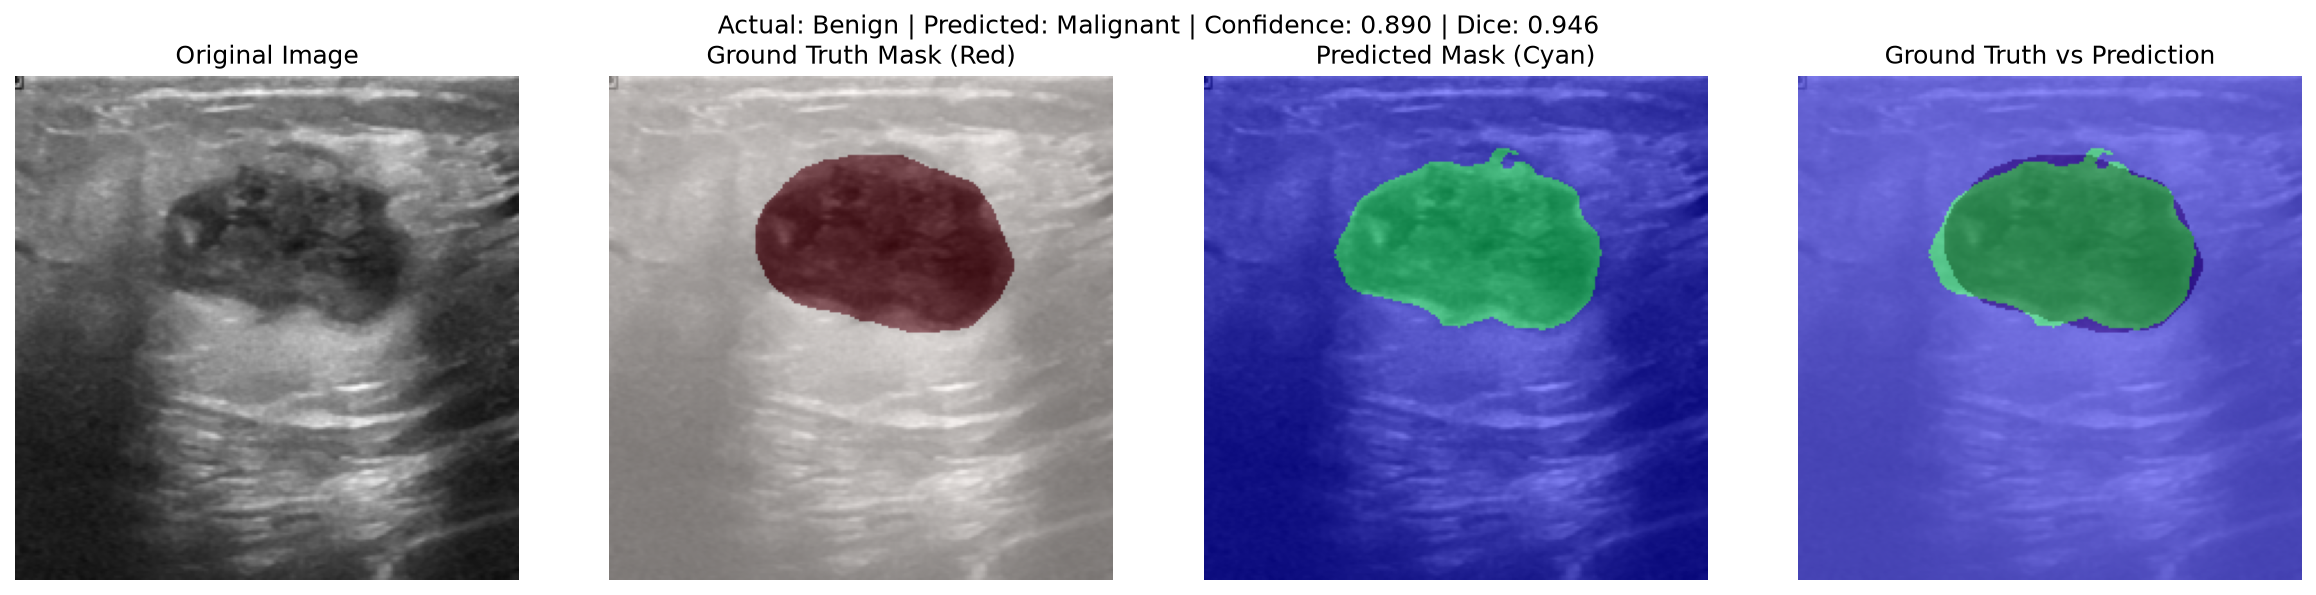 Actual: Benign | Predicted: Malignant | Confidence: 0.890 | Dice: 0.946
Original Image
Ground Truth Mask (Red)
Predicted Mask (Cyan)
Ground Truth vs Prediction